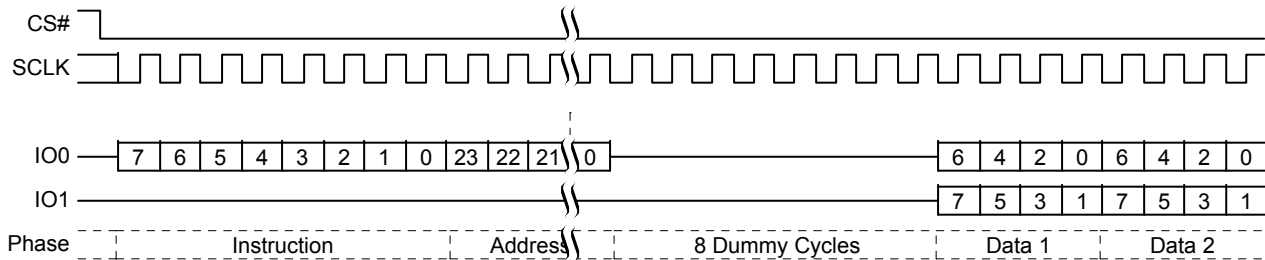 CS#
SCLK
IO0 7 6 5 4 3 2 1 0 23 22 21 0 6 4 2 0 6 4 2 0
IO1 7 5 3 1 7 5 3 1
Phase Instruction Address 8 Dummy Cycles Data 1 Data 2